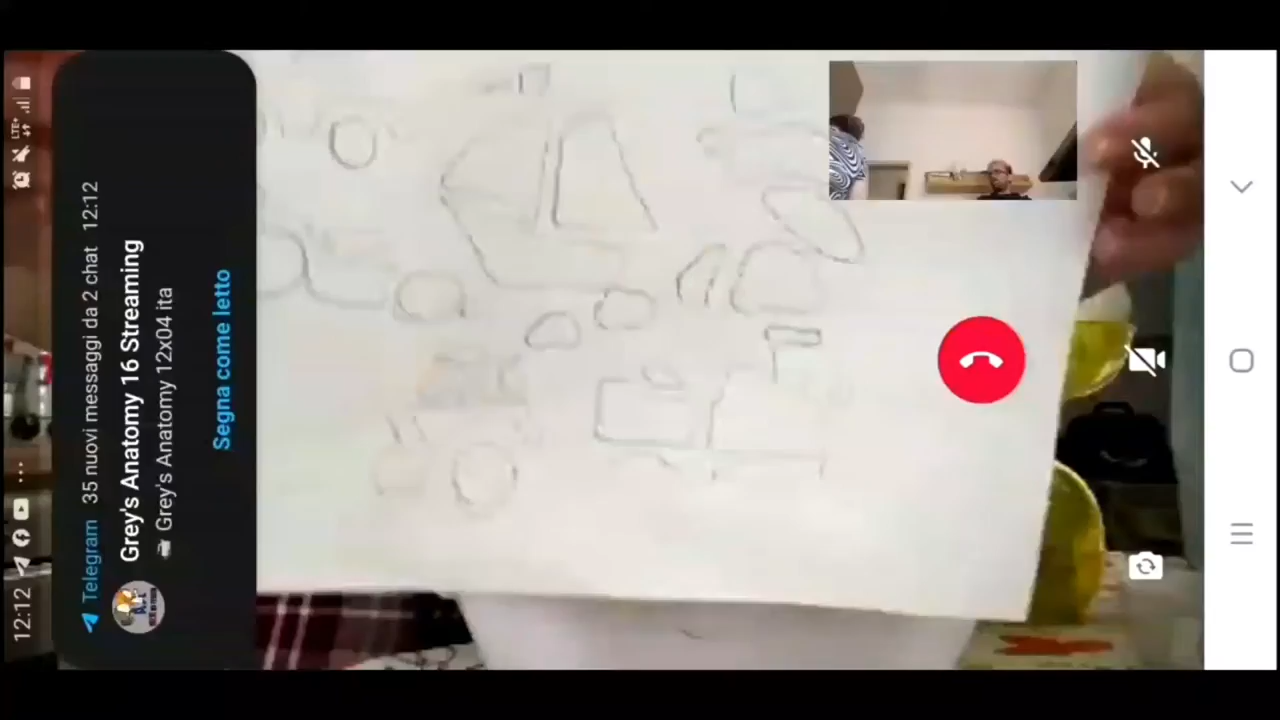 12:12
LTE+
Telegram 35 nuovi messaggi da 2 chat 12:12
Grey's Anatomy 16 Streaming
Grey's Anatomy 12x04 ita
Segna come letto